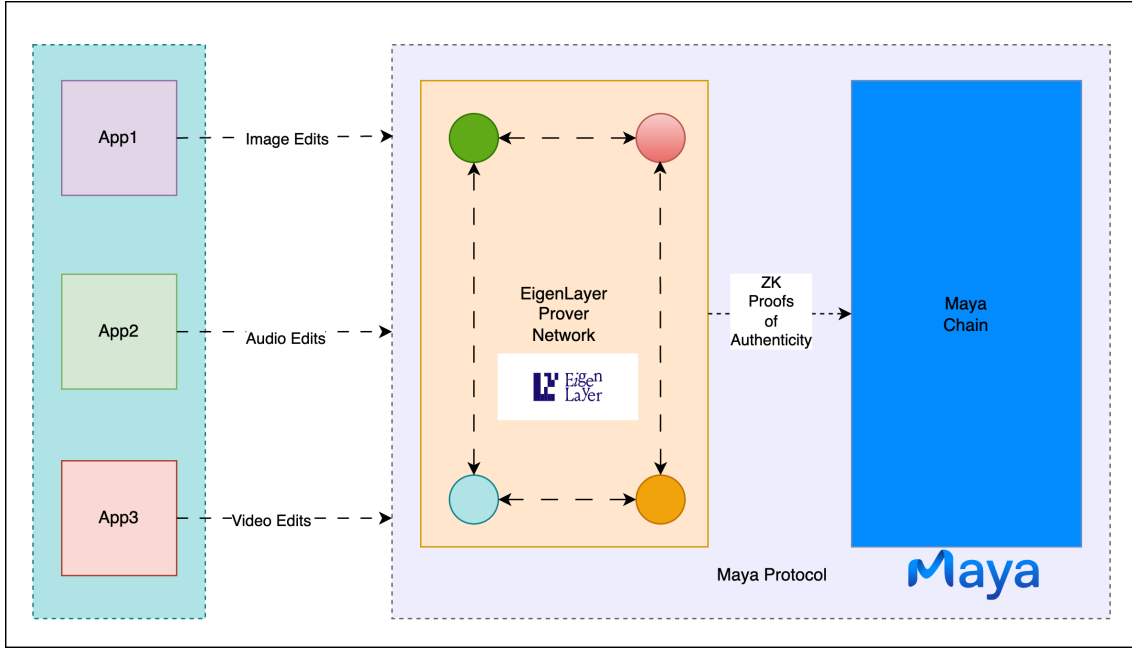 App1
Image Edits
App2
Audio Edits
App3
Video Edits
EigenLayer
Prover
Network
Eigen
Layer
ZK
Proofs
of
Authenticity
Maya
Chain
Maya Protocol
Maya